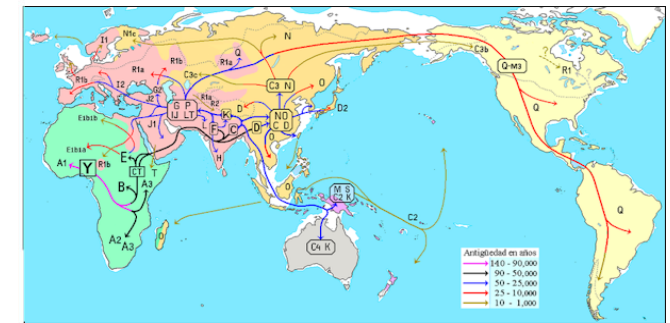 I1
N1c
N
Q
R1b
R1a
R1a
R1b
I2
C3c
C3b
Q-M3
R1
G2
J2
R1a
R2
D
C3 N
O
D2
Q
G P
IJ LT
K
NO
C D
E1b1b
J1
L
F
C
D
O
E1b1a
A1
Y
R1b
E
CT
T
H
B
A3
O
M S
C2 K
C2
Q
A2
A3
O
C4 K
Antigüedad en años
140 - 90,000
90 - 50,000
50 - 25,000
25 - 10,000
10 - 1,000